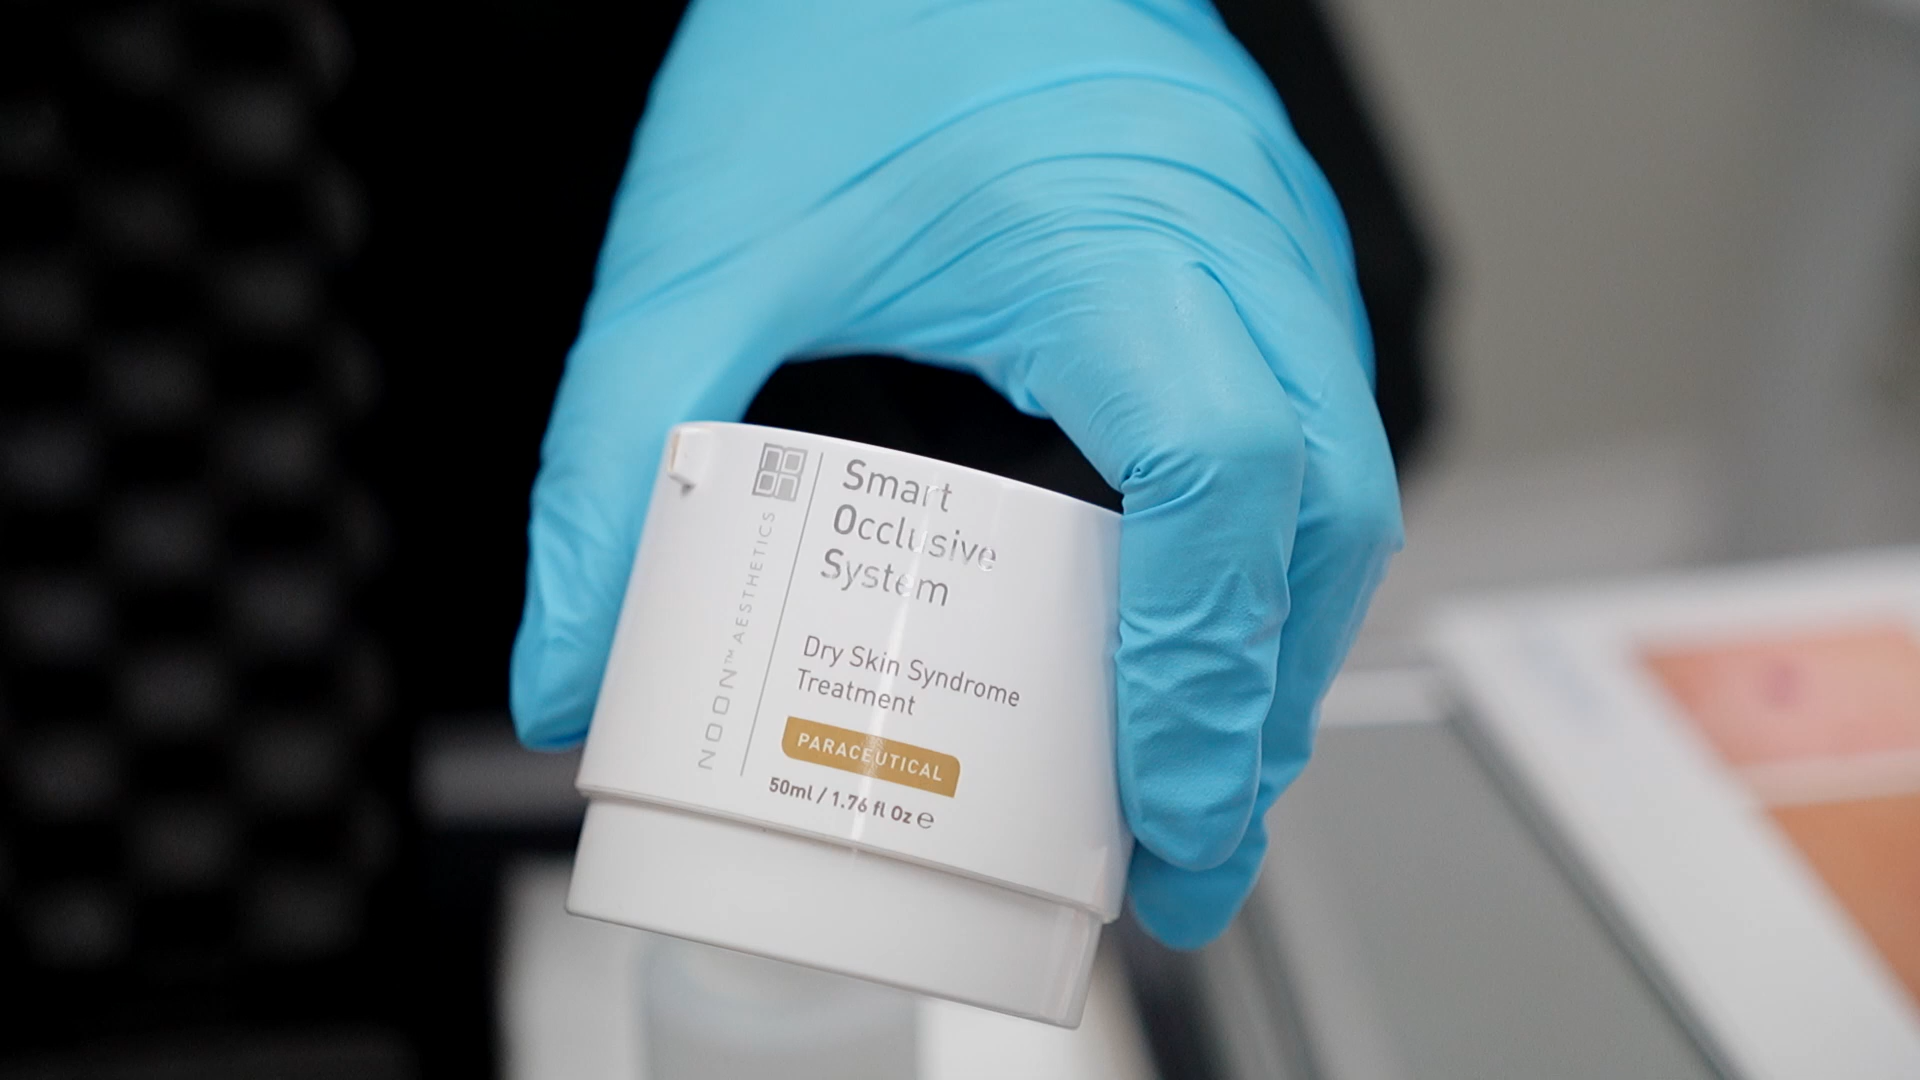 Smart
Occlusive
System
NOON™ AESTHETICS
Dry Skin Syndrome
Treatment
PARACEUTICAL
50ml / 1.76 fl Oz ℮